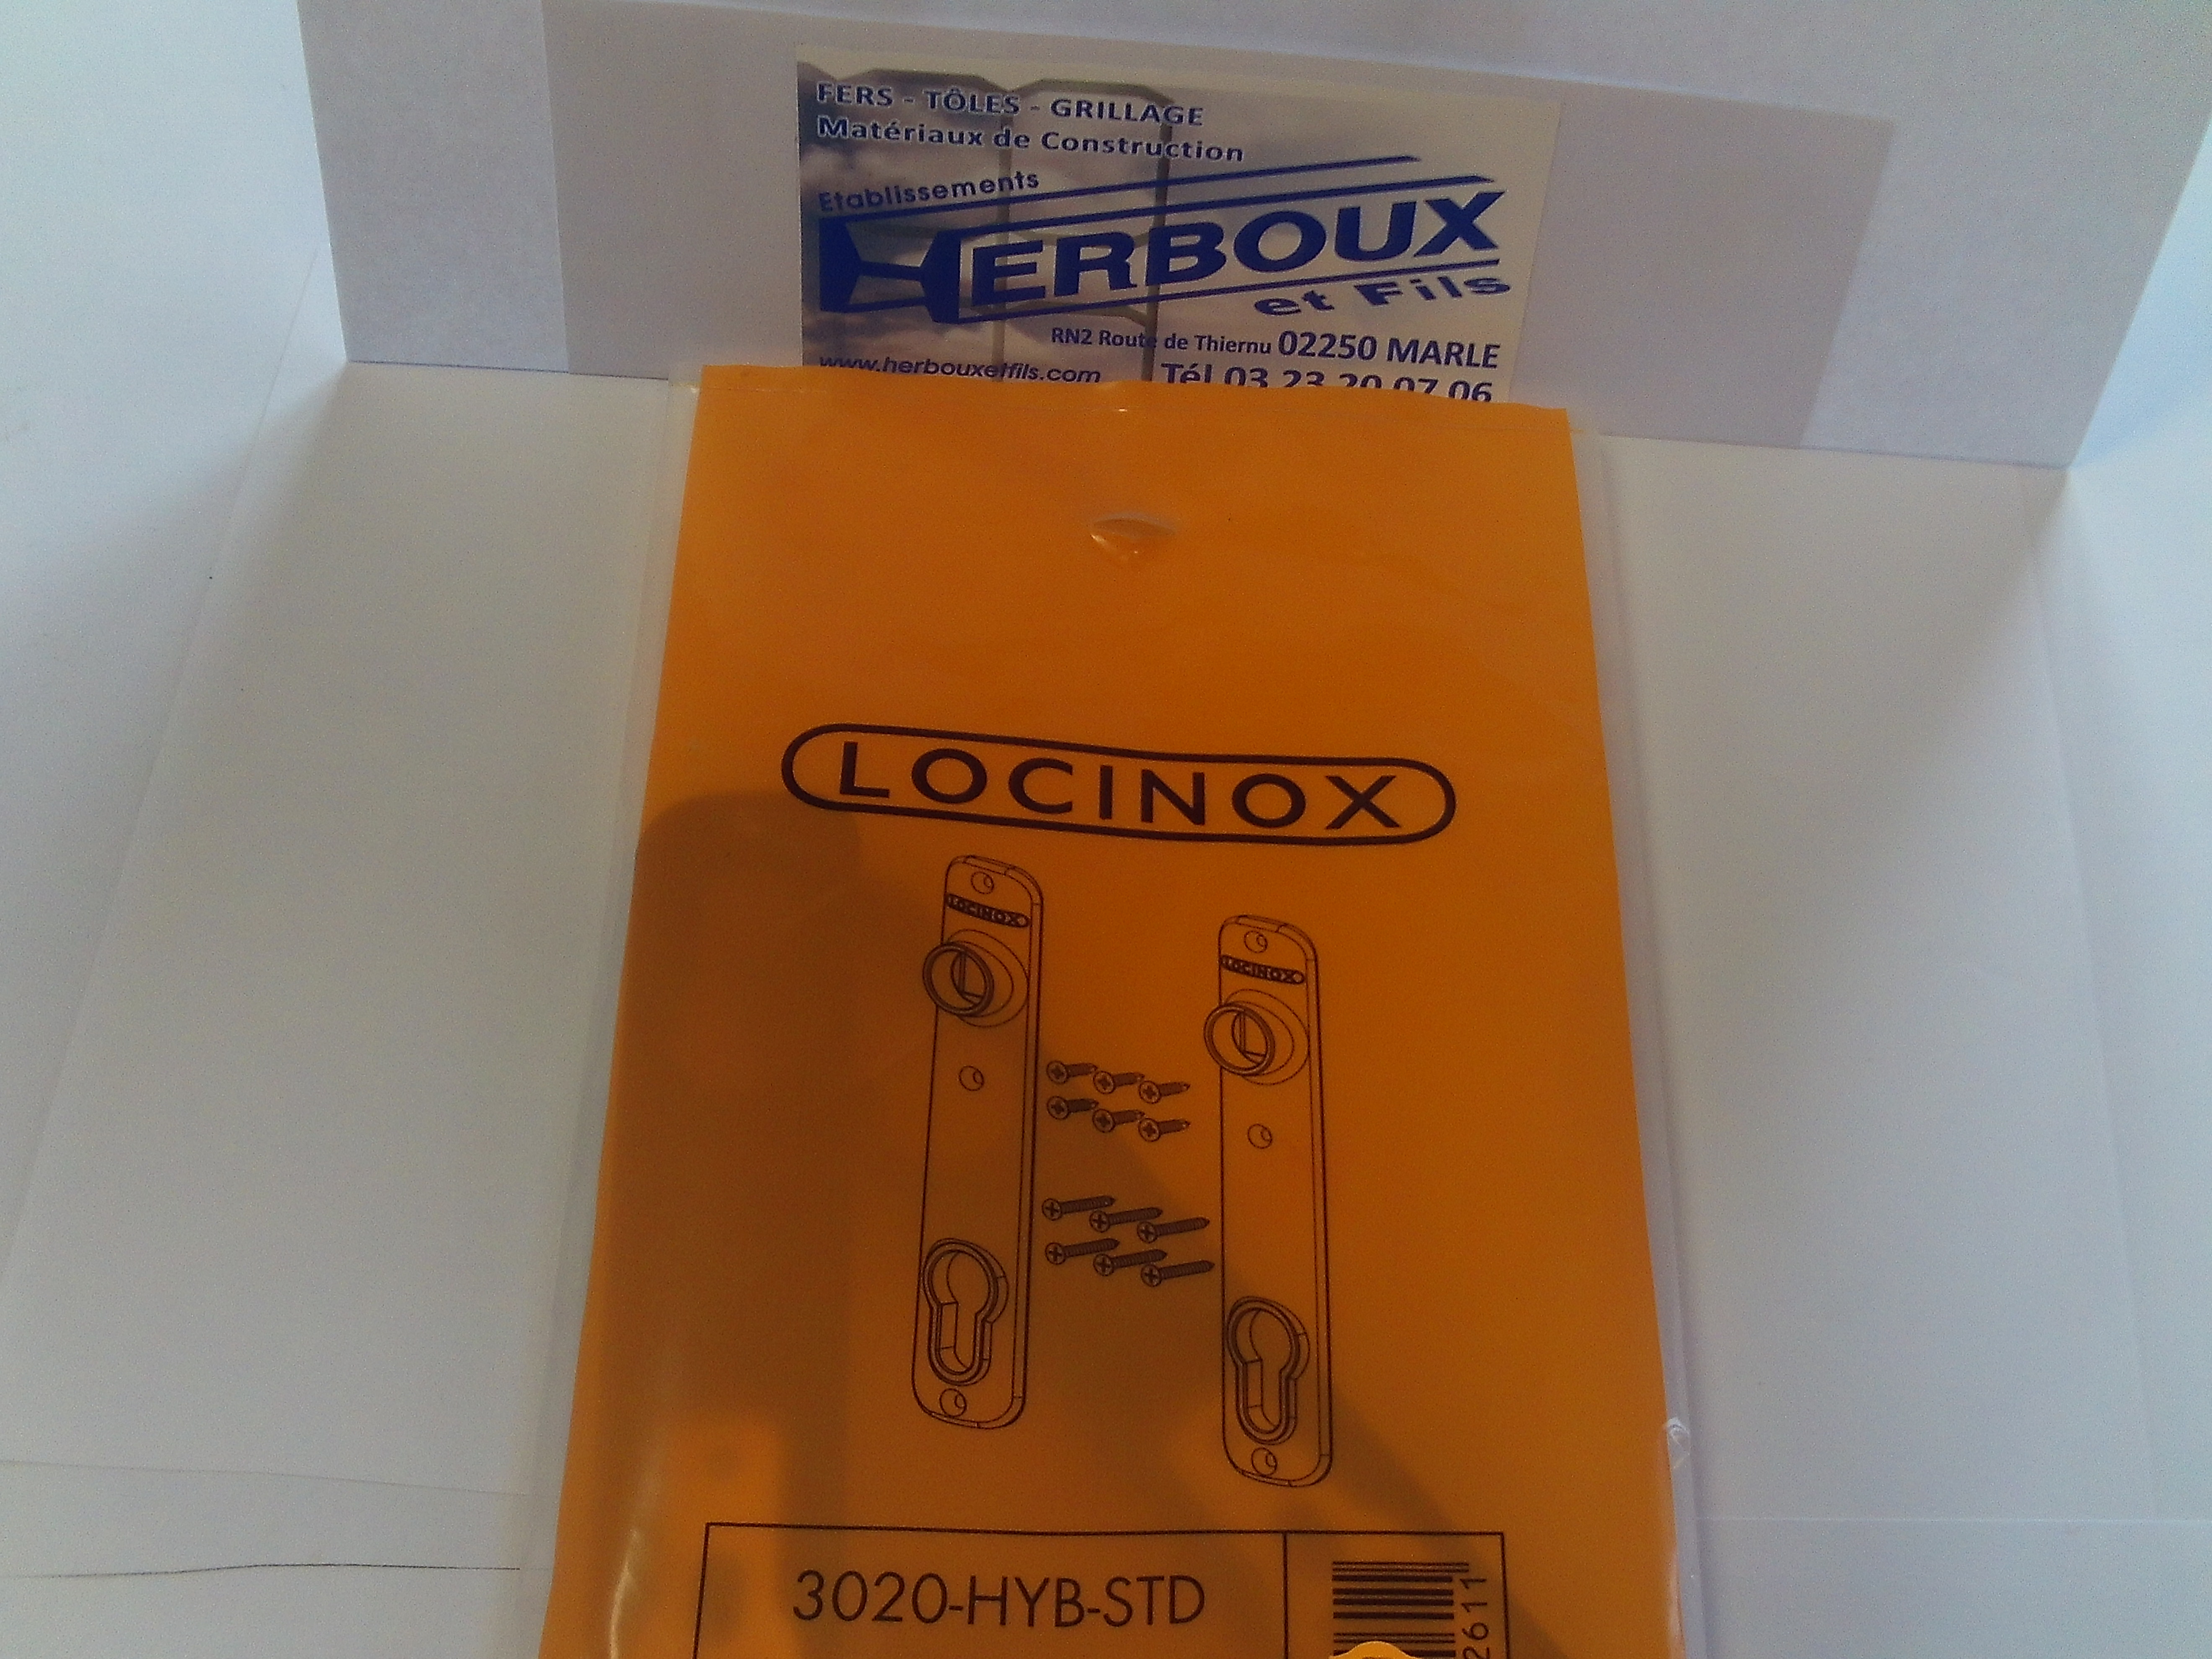 FERS - TÔLES - GRILLAGE
Matériaux de Construction
Etablissements
HERBOUX
et Fils
RN2 Route de Thiernu 02250 MARLE
www.herbouxetfils.com
Tél 03 23 20 07 06
LOCINOX
LOCINOX
LOCINOX
3020-HYB-STD
2611